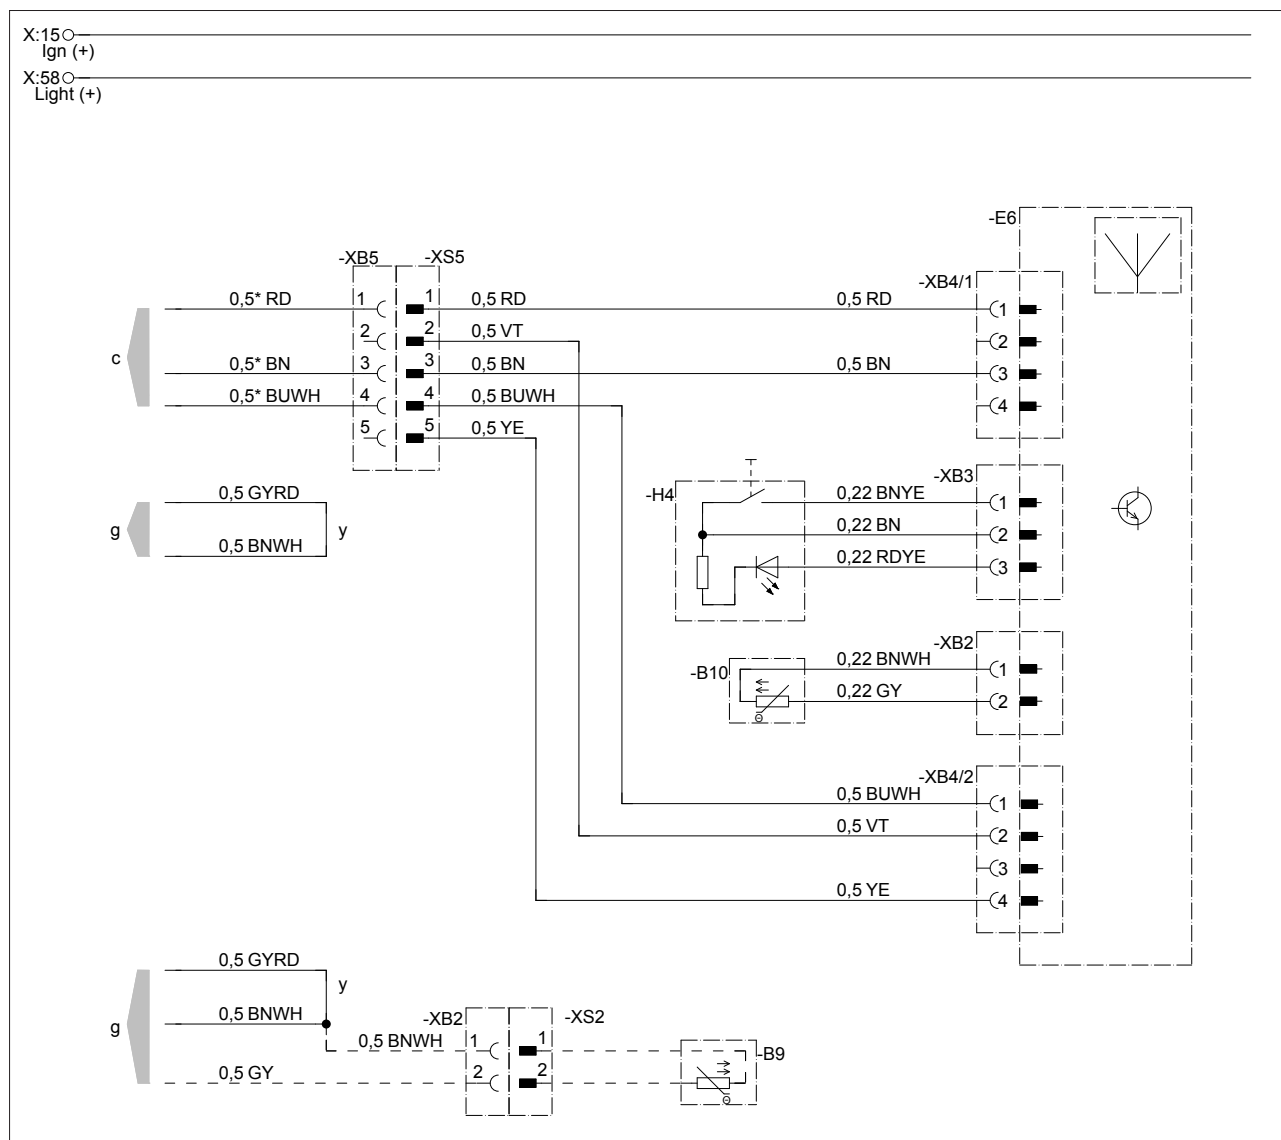 X:15
Ign (+)
X:58
Light (+)
-E6
-XB5 -XS5
-XB4/1
0,5* RD 1 1 0,5 RD 0,5 RD 1
2 2 0,5 VT 2
c
0,5* BN 3 3 0,5 BN 0,5 BN 3
0,5* BUWH 4 4 0,5 BUWH 4
5 5 0,5 YE
-XB3
-H4
0,5 GYRD 0,22 BNYE 1
g y
0,22 BN 2
0,5 BNWH
0,22 RDYE 3
-XB2
0,22 BNWH 1
-B10
0,22 GY 2
Θ
-XB4/2
0,5 BUWH 1
0,5 VT 2
3
0,5 YE 4
0,5 GYRD
y
0,5 BNWH -XB2 -XS2
g
0,5 BNWH 1 1
-B9
0,5 GY 2 2
Θ